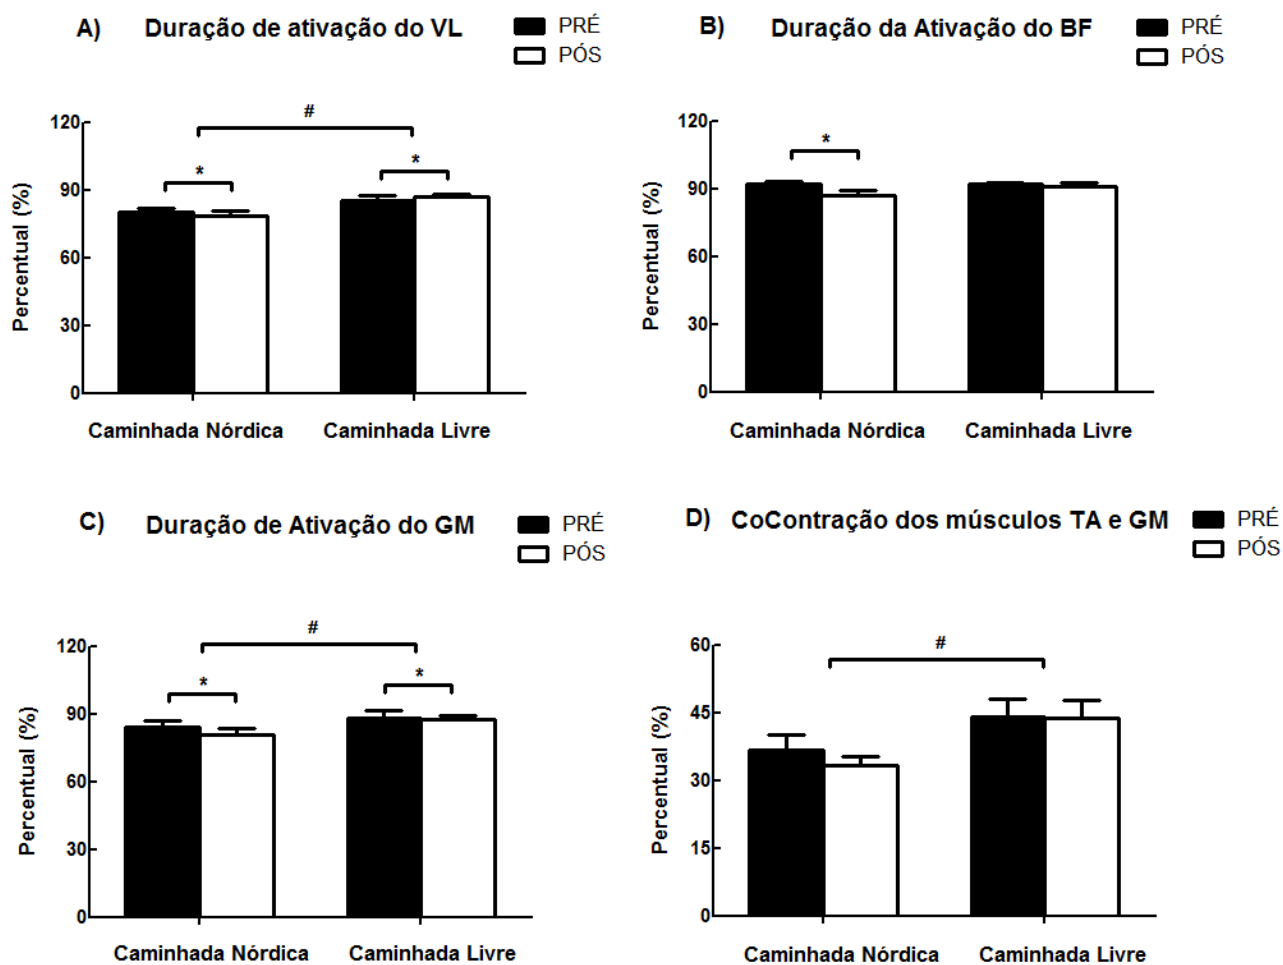 A) Duração de ativação do VL
PRÉ
PÓS
#
*
*
120
90
60
30
0
Percentual (%)
Caminhada Nórdica
Caminhada Livre
B) Duração da Ativação do BF
PRÉ
PÓS
*
120
90
60
30
0
Percentual (%)
Caminhada Nórdica
Caminhada Livre
C) Duração de Ativação do GM
PRÉ
PÓS
#
*
*
120
90
60
30
0
Percentual (%)
Caminhada Nórdica
Caminhada Livre
D) CoContração dos músculos TA e GM
PRÉ
PÓS
#
60
45
30
15
0
Percentual (%)
Caminhada Nórdica
Caminhada Livre